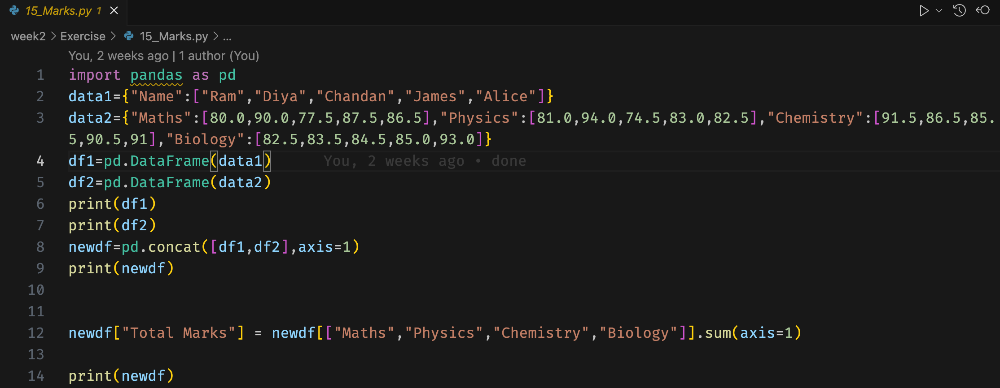 15_Marks.py 1
week2 > Exercise > 15_Marks.py > ...
You, 2 weeks ago | 1 author (You)
1 import pandas as pd
2 data1={"Name":["Ram","Diya","Chandan","James","Alice"]}
3 data2={"Maths":[80.0,90.0,77.5,87.5,86.5],"Physics":[81.0,94.0,74.5,83.0,82.5],"Chemistry":[91.5,86.5,85.
5,90.5,91],"Biology":[82.5,83.5,84.5,85.0,93.0]}
4 df1=pd.DataFrame(data1) You, 2 weeks ago • done
5 df2=pd.DataFrame(data2)
6 print(df1)
7 print(df2)
8 newdf=pd.concat([df1,df2],axis=1)
9 print(newdf)
10
11
12 newdf["Total Marks"] = newdf[["Maths","Physics","Chemistry","Biology"]].sum(axis=1)
13
14 print(newdf)